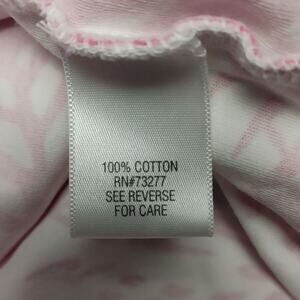 100% COTTON
RN#73277
SEE REVERSE
FOR CARE